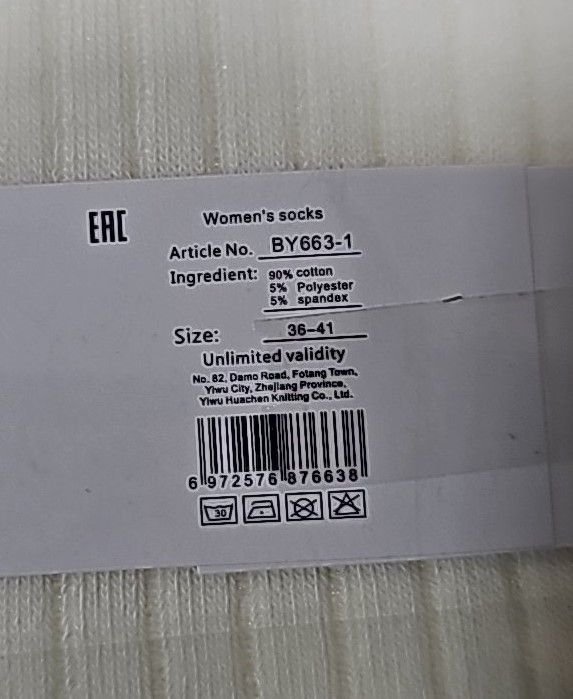 EAC
Women's socks
Article No. BY663-1
Ingredient: 90% cotton
5% Polyester
5% spandex
Size: 36-41
Unlimited validity
No. 82, Damo Road, Fotang Town,
Yiwu City, Zhejiang Province,
Yiwu Huachen Knitting Co., Ltd.
6 972576 876638
30